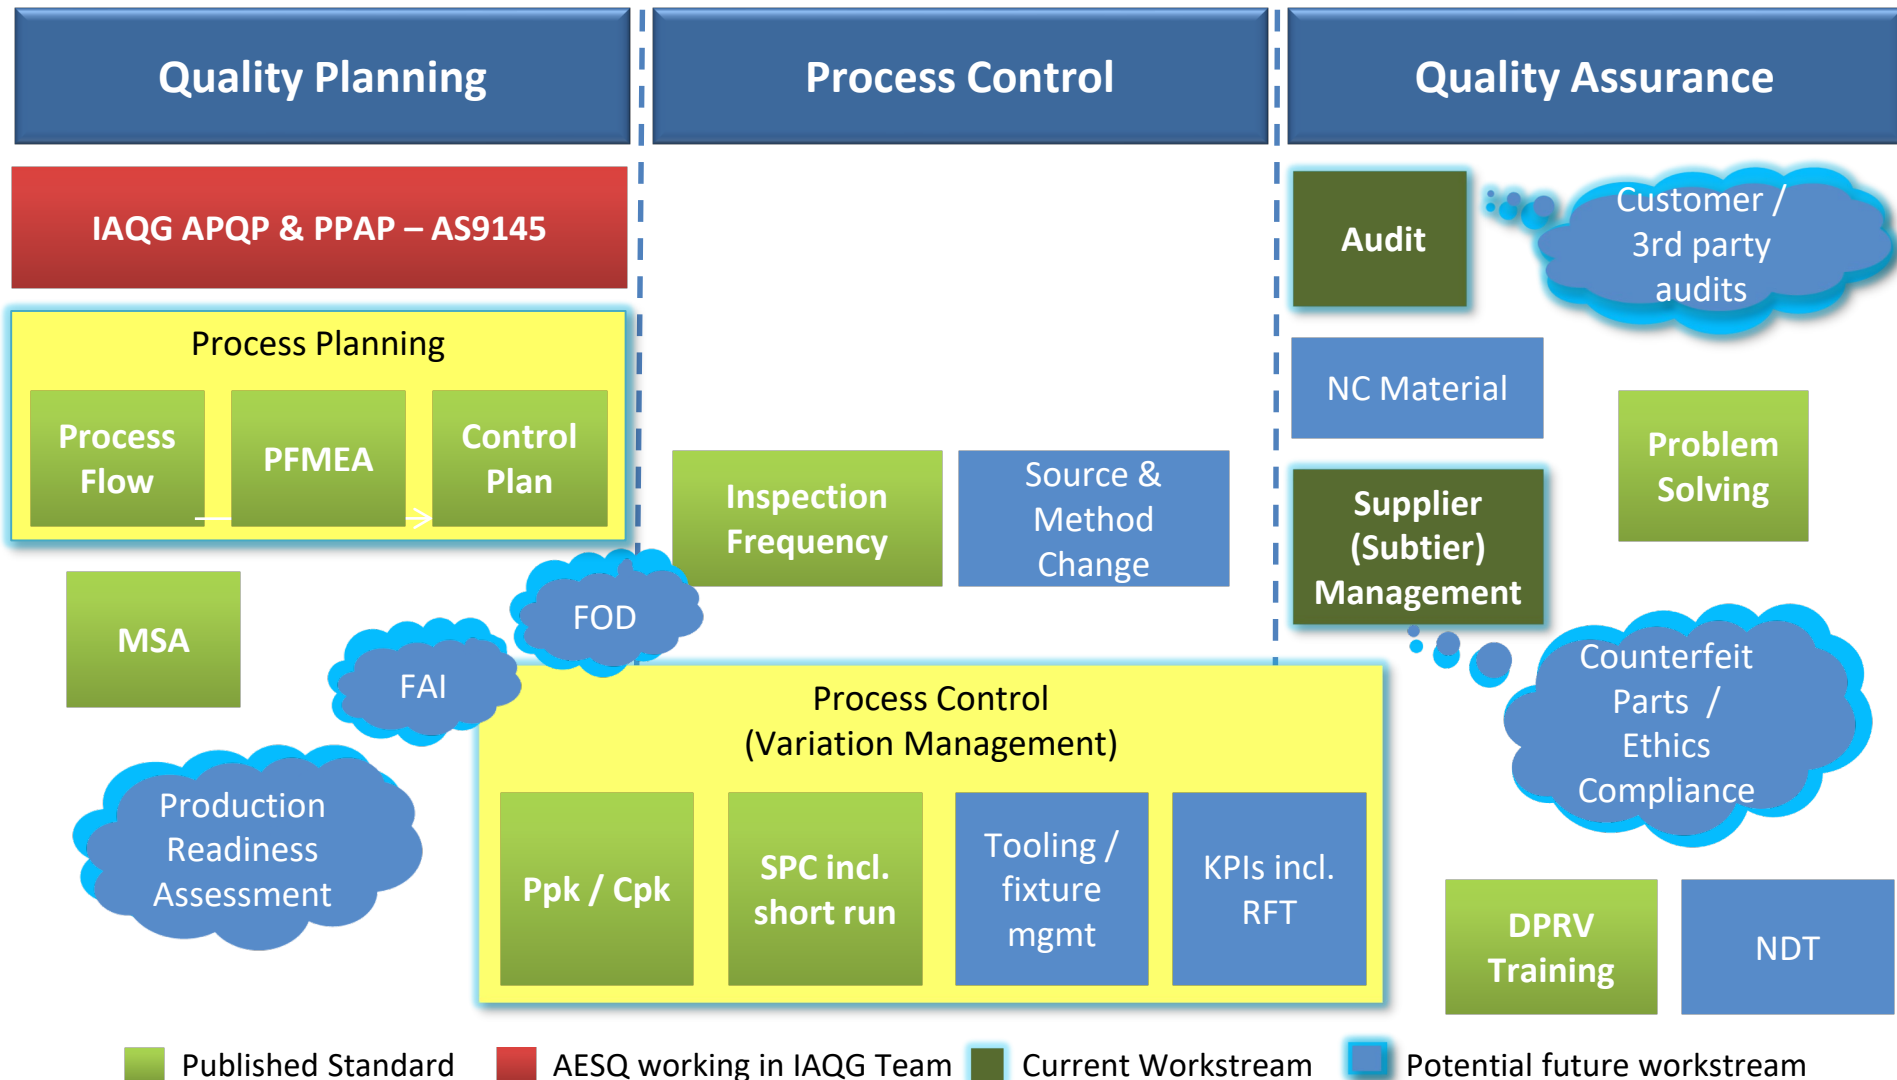 Quality Planning
Process Control
Quality Assurance
IAQG APQP & PPAP – AS9145
Process Planning
Process
Flow
PFMEA
Control
Plan
MSA
FAI
FOD
Production
Readiness
Assessment
Inspection
Frequency
Source &
Method
Change
Process Control
(Variation Management)
Ppk / Cpk
SPC incl.
short run
Tooling /
fixture
mgmt
KPIs incl.
RFT
Audit
Customer /
3rd party
audits
NC Material
Problem
Solving
Supplier
(Subtier)
Management
Counterfeit
Parts /
Ethics
Compliance
DPRV
Training
NDT
Published Standard
AESQ working in IAQG Team
Current Workstream
Potential future workstream